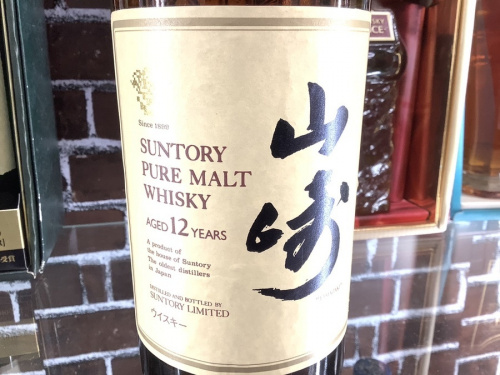 Since 1899
SUNTORY
PURE MALT
WHISKY
AGED 12 YEARS
A product of
the house of Suntory
The oldest distillers
in Japan
DISTILLED AND BOTTLED BY
SUNTORY LIMITED
ウイスキー
山崎